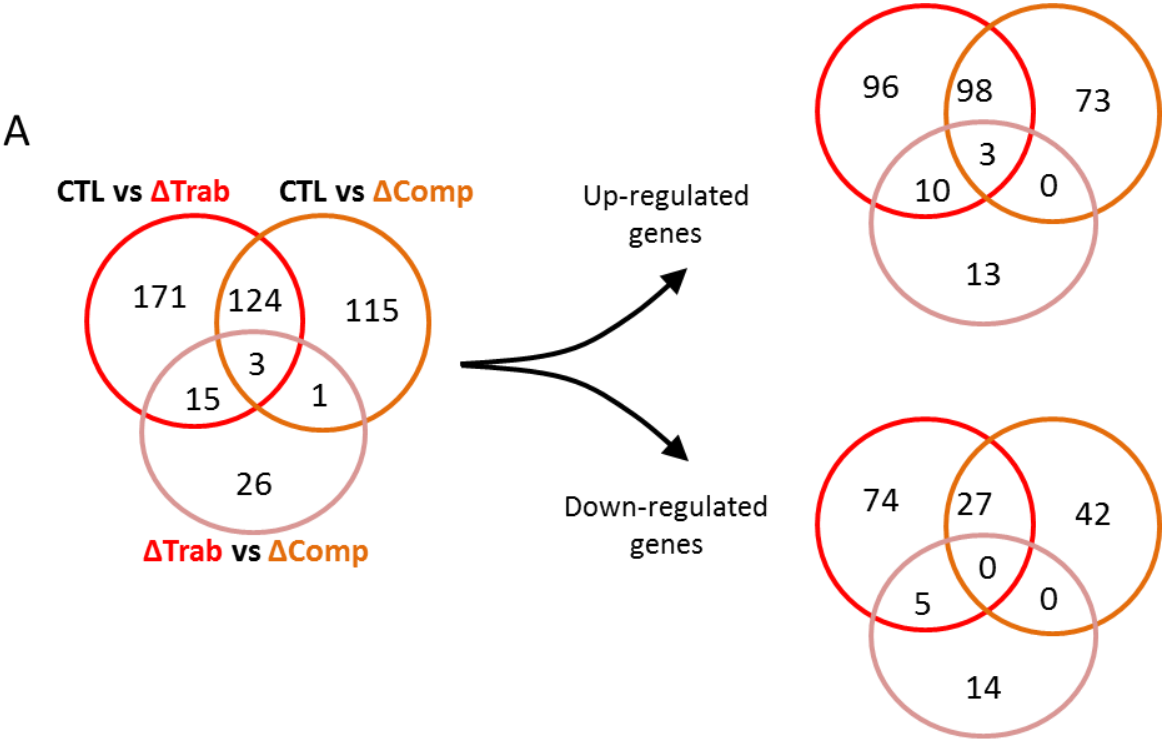 A
CTL vs ΔTrab
CTL vs ΔComp
171
124
115
3
15
1
26
ΔTrab vs ΔComp
Up-regulated
genes
96
98
73
3
10
0
13
Down-regulated
genes
74
27
42
0
5
0
14